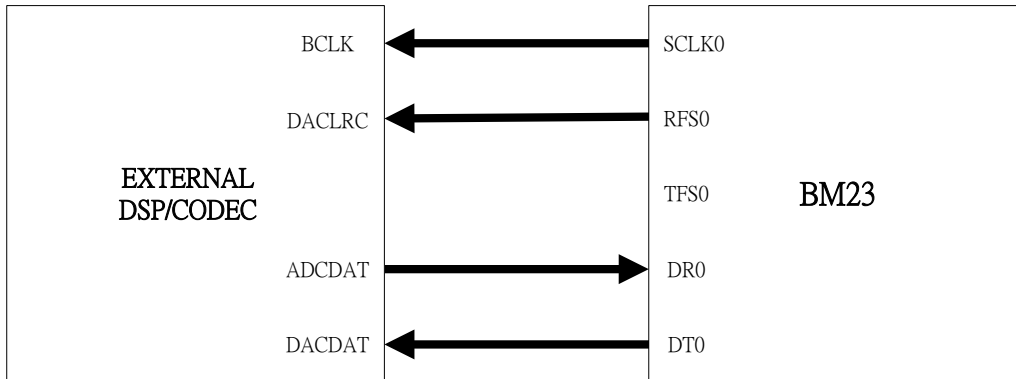 BCLK SCLK0
DACLRC RFS0
EXTERNAL
DSP/CODEC
TFS0 BM23
ADCDAT DR0
DACDAT DT0